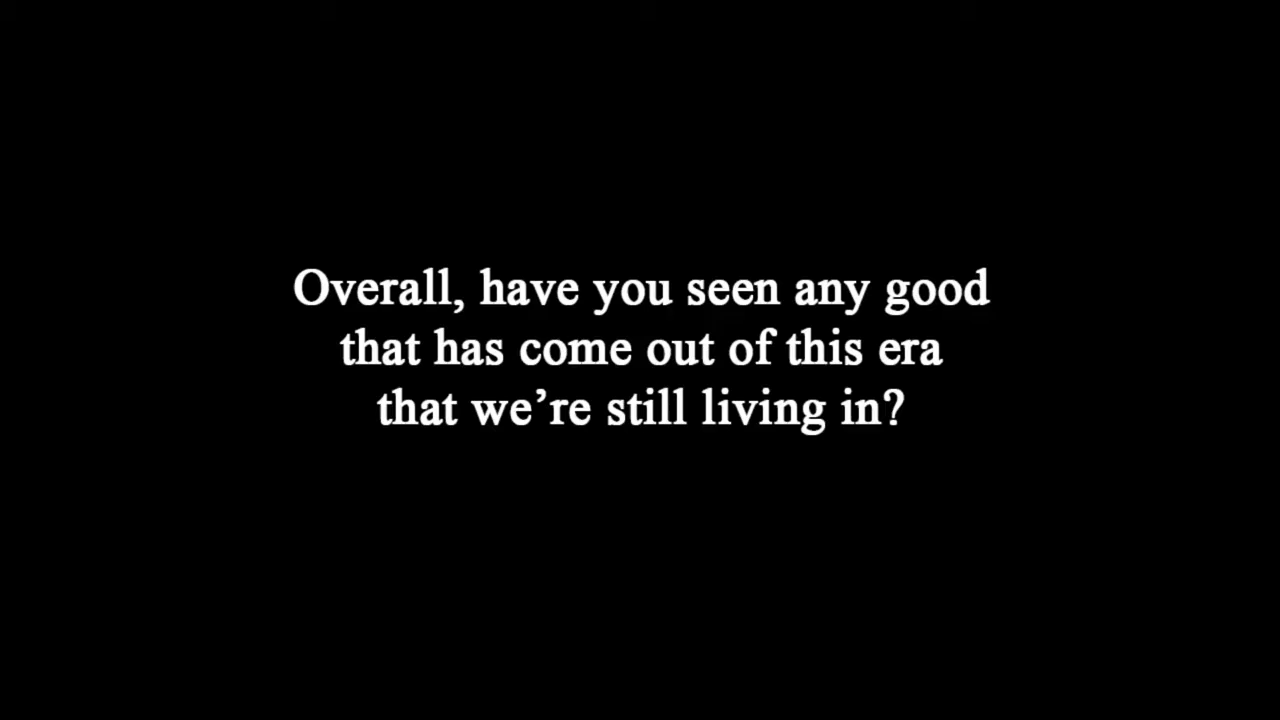 Overall, have you seen any good
that has come out of this era
that we’re still living in?